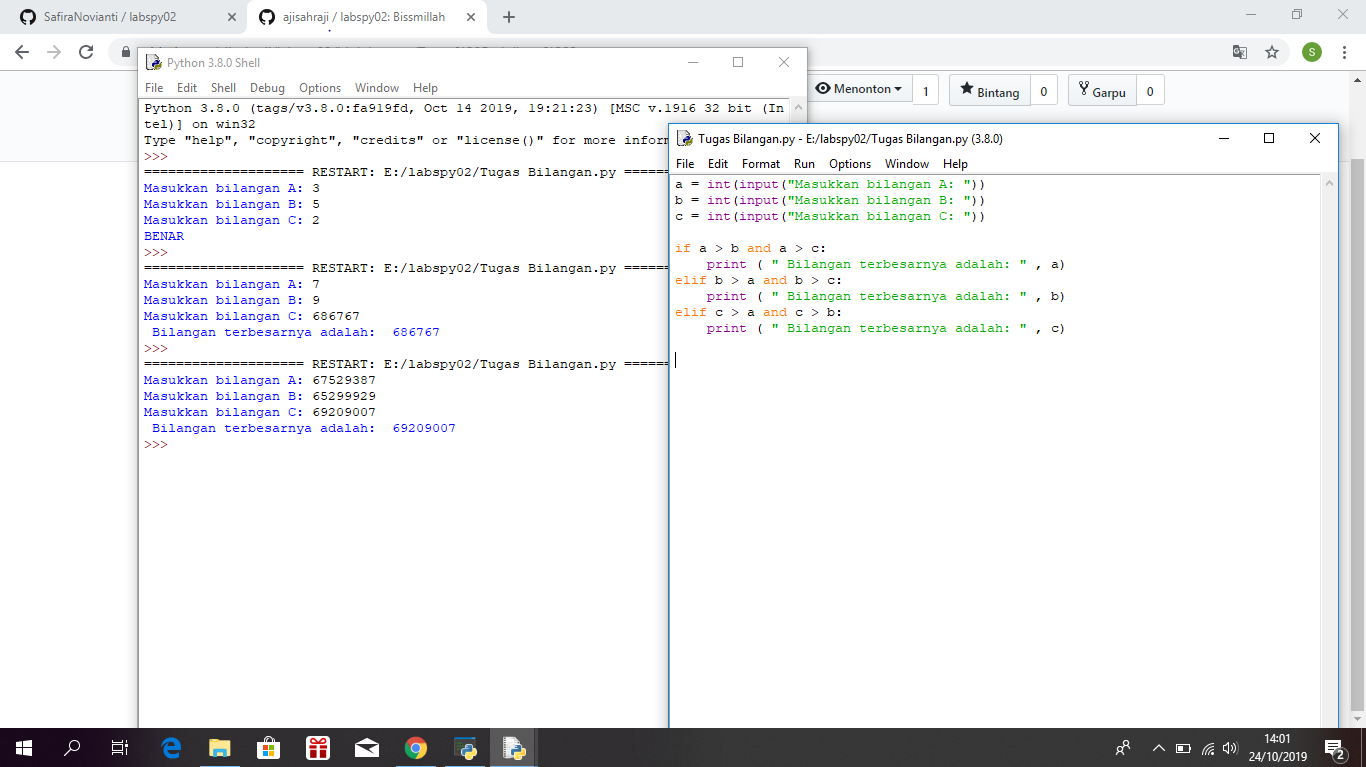 SafiraNovianti / labspy02
ajisahraji / labspy02: Bissmillah
S
Python 3.8.0 Shell
File Edit Shell Debug Options Window Help
Python 3.8.0 (tags/v3.8.0:fa919fd, Oct 14 2019, 19:21:23) [MSC v.1916 32 bit (In
tel)] on win32
Type "help", "copyright", "credits" or "license()" for more infor
>>>
==================== RESTART: E:/labspy02/Tugas Bilangan.py ======
Masukkan bilangan A: 3
Masukkan bilangan B: 5
Masukkan bilangan C: 2
BENAR
>>>
==================== RESTART: E:/labspy02/Tugas Bilangan.py ======
Masukkan bilangan A: 7
Masukkan bilangan B: 9
Masukkan bilangan C: 686767
 Bilangan terbesarnya adalah:  686767
>>>
==================== RESTART: E:/labspy02/Tugas Bilangan.py ======
Masukkan bilangan A: 67529387
Masukkan bilangan B: 65299929
Masukkan bilangan C: 69209007
 Bilangan terbesarnya adalah:  69209007
>>>
Menonton 1 Bintang 0 Garpu 0
Tugas Bilangan.py - E:/labspy02/Tugas Bilangan.py (3.8.0)
File Edit Format Run Options Window Help
a = int(input("Masukkan bilangan A: "))
b = int(input("Masukkan bilangan B: "))
c = int(input("Masukkan bilangan C: "))
if a > b and a > c:
    print ( " Bilangan terbesarnya adalah: " , a)
elif b > a and b > c:
    print ( " Bilangan terbesarnya adalah: " , b)
elif c > a and c > b:
    print ( " Bilangan terbesarnya adalah: " , c)
14:01
24/10/2019
2